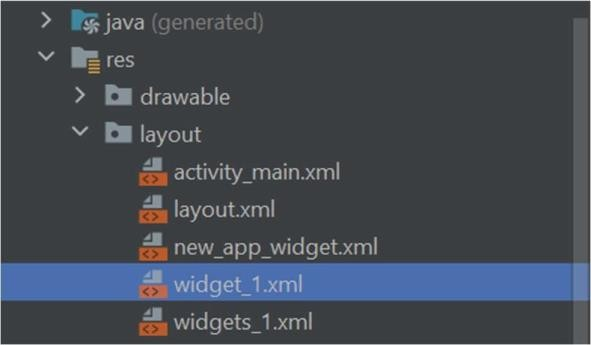 java (generated)
res
drawable
layout
activity_main.xml
layout.xml
new_app_widget.xml
widget_1.xml
widgets_1.xml